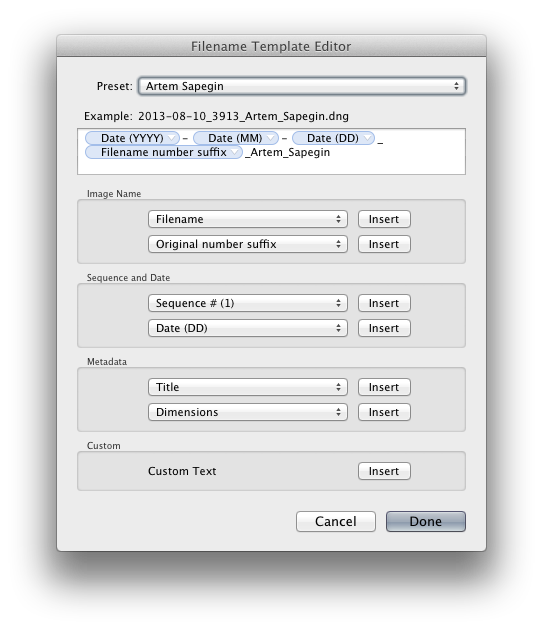 Filename Template Editor
Preset: Artem Sapegin
Example: 2013-08-10_3913_Artem_Sapegin.dng
Date (YYYY) - Date (MM) - Date (DD) _
Filename number suffix _Artem_Sapegin
Image Name
Filename Insert
Original number suffix Insert
Sequence and Date
Sequence # (1) Insert
Date (DD) Insert
Metadata
Title Insert
Dimensions Insert
Custom
Custom Text Insert
Cancel Done